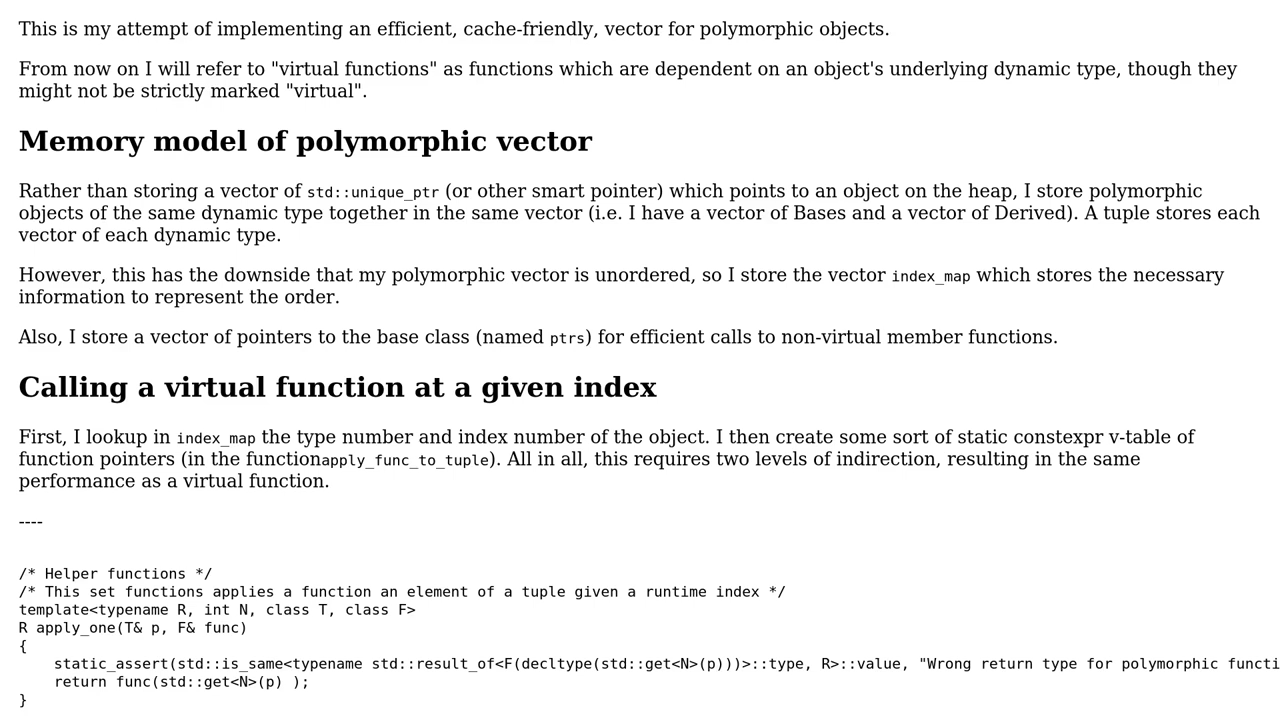 This is my attempt of implementing an efficient, cache-friendly, vector for polymorphic objects.
From now on I will refer to "virtual functions" as functions which are dependent on an object's underlying dynamic type, though they
might not be strictly marked "virtual".
Memory model of polymorphic vector
Rather than storing a vector of std::unique_ptr (or other smart pointer) which points to an object on the heap, I store polymorphic
objects of the same dynamic type together in the same vector (i.e. I have a vector of Bases and a vector of Derived). A tuple stores each
vector of each dynamic type.
However, this has the downside that my polymorphic vector is unordered, so I store the vector index_map which stores the necessary
information to represent the order.
Also, I store a vector of pointers to the base class (named ptrs) for efficient calls to non-virtual member functions.
Calling a virtual function at a given index
First, I lookup in index_map the type number and index number of the object. I then create some sort of static constexpr v-table of
function pointers (in the functionapply_func_to_tuple). All in all, this requires two levels of indirection, resulting in the same
performance as a virtual function.
----
/* Helper functions */
/* This set functions applies a function an element of a tuple given a runtime index */
template<typename R, int N, class T, class F>
R apply_one(T& p, F& func)
{
    static_assert(std::is_same<typename std::result_of<F(decltype(std::get<N>(p)))>::type, R>::value, "Wrong return type for polymorphic functi
    return func(std::get<N>(p) );
}